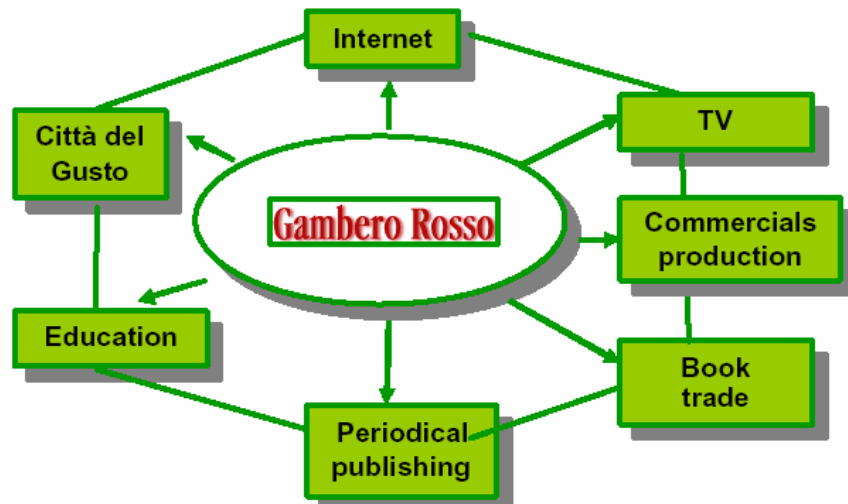 Internet
TV
Città del
Gusto
Gambero Rosso
Commercials
production
Education
Book
trade
Periodical
publishing